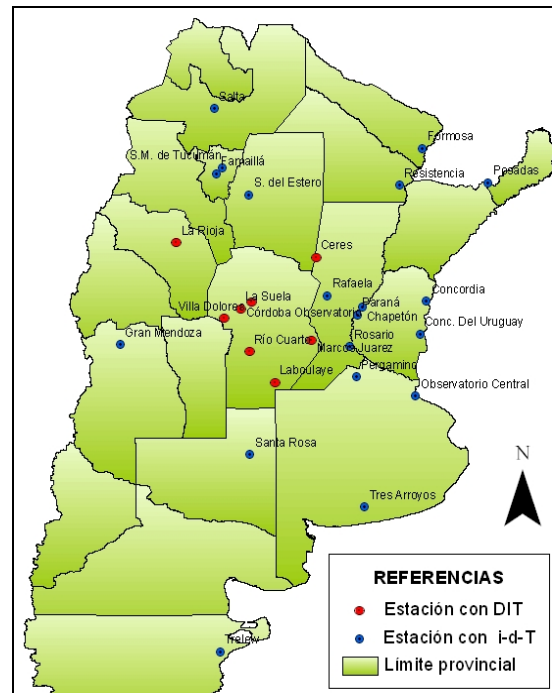 Salta
Formosa
S.M. de Tucumán
Famaillá
Posadas
Resistencia
S. del Estero
La Rioja
Ceres
Rafaela
Concordia
La Suela
Paraná
Villa Dolores
Córdoba Observatorio
Chapetón
Conc. Del Uruguay
Gran Mendoza
Río Cuarto
Rosario
Marcos Juarez
Pergamino
Laboulaye
Observatorio Central
Santa Rosa
N
Tres Arroyos
REFERENCIAS
Estación con DIT
Estación con i-d-T
Límite provincial
Trelew